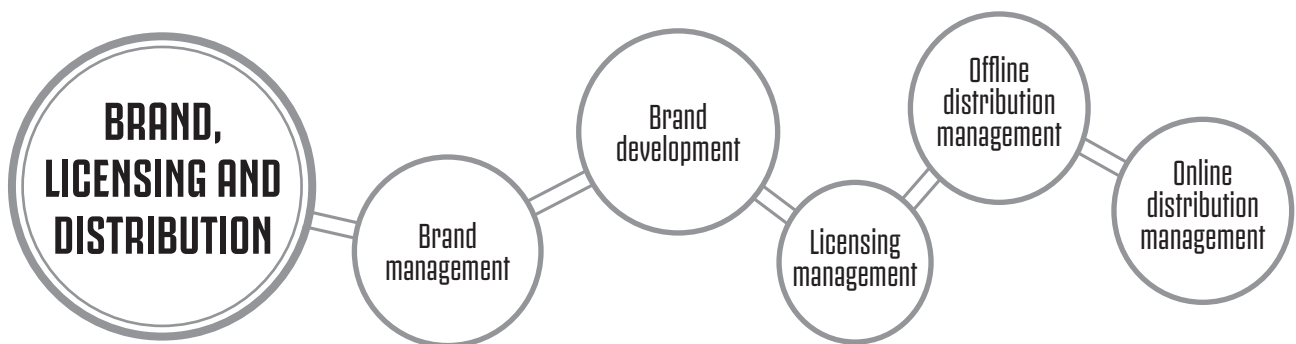 BRAND,
LICENSING AND
DISTRIBUTION
Brand
management
Brand
development
Licensing
management
Offline
distribution
management
Online
distribution
management